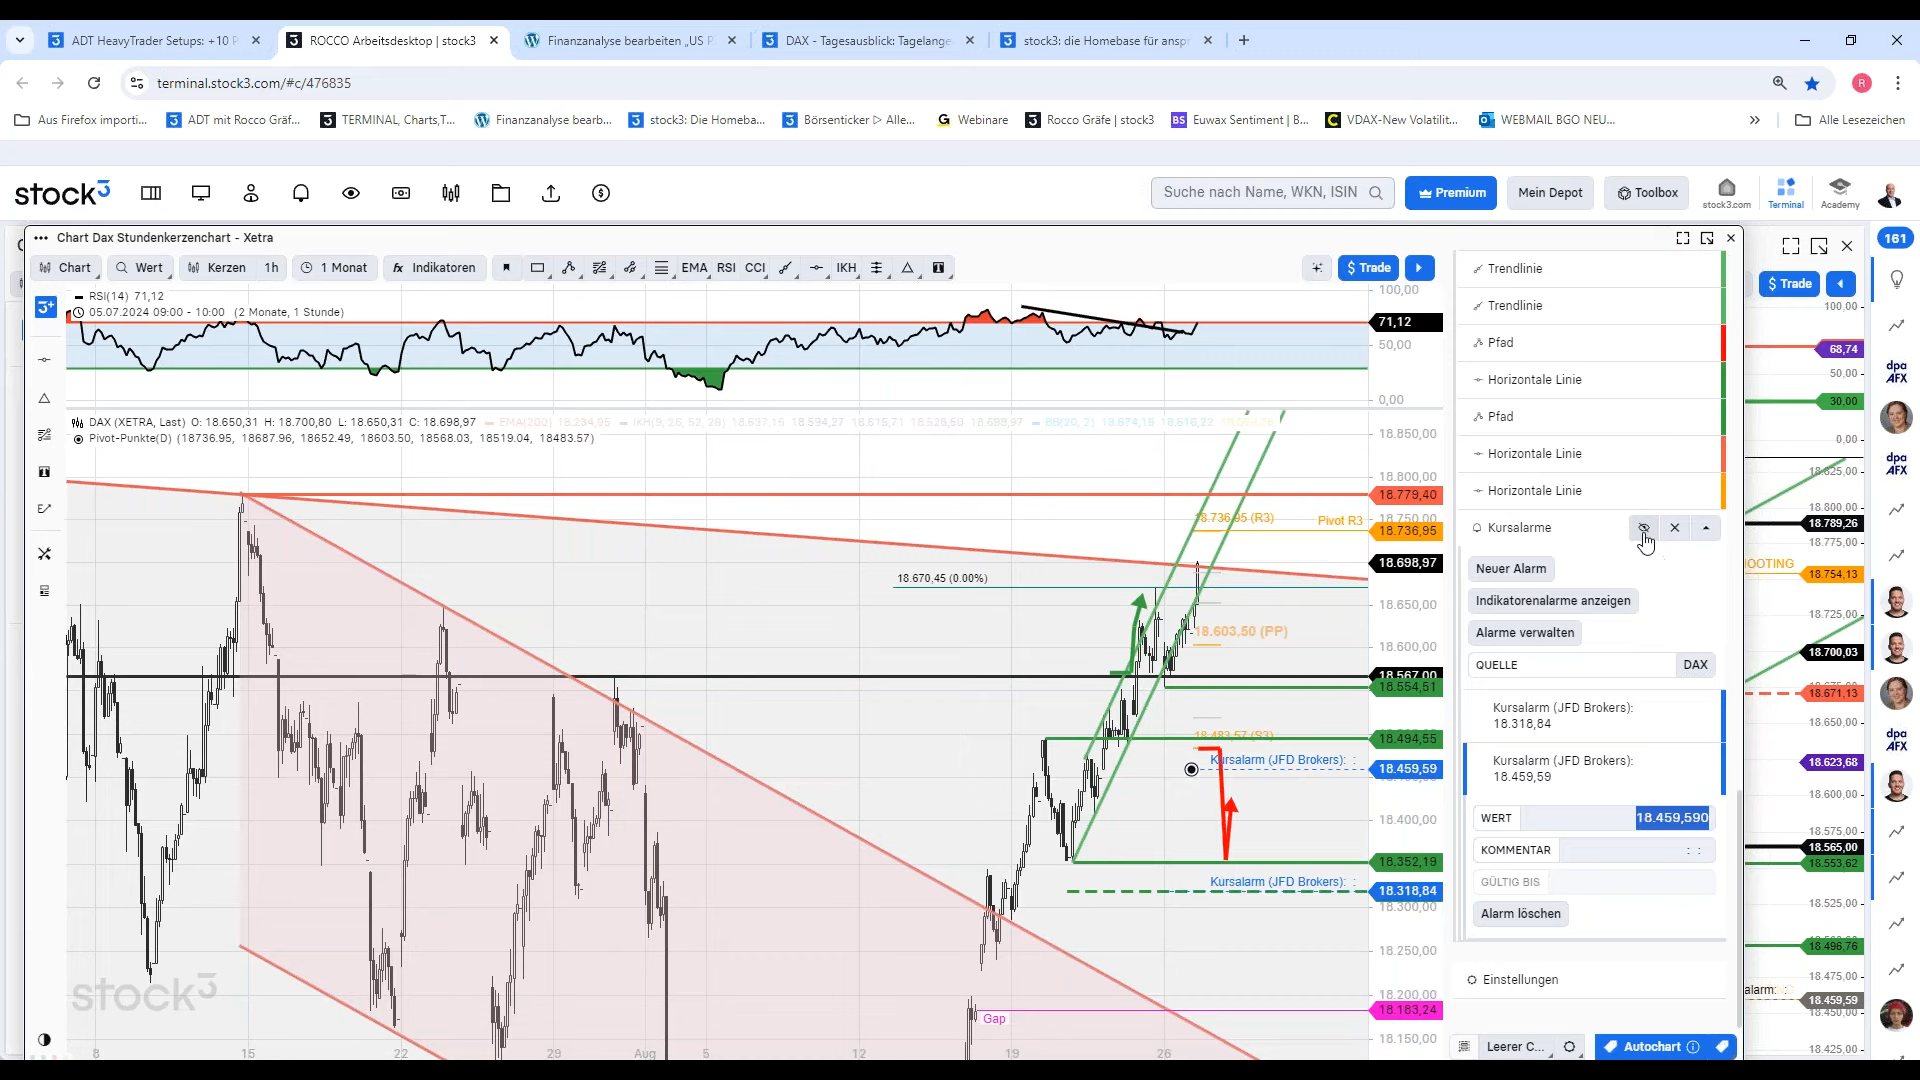 ADT HeavyTrader Setups: +10 P
ROCCO Arbeitsdesktop | stock3
Finanzanalyse bearbeiten „US P
DAX - Tagesausblick: Tagelange
stock3: die Homebase für anspr
terminal.stock3.com/#c/476835
R
Aus Firefox importi...
ADT mit Rocco Gräf...
TERMINAL, Charts,T...
Finanzanalyse bearb...
stock3: Die Homeba...
Börsenticker ▷ Alle...
Webinare
Rocco Gräfe | stock3
Euwax Sentiment | B...
VDAX-New Volatilit...
WEBMAIL BGO NEU...
Alle Lesezeichen
stock3
Suche nach Name, WKN, ISIN
Premium
Mein Depot
Toolbox
stock3.com
Terminal
Academy
161
Chart Dax Stundenkerzenchart - Xetra
Chart
Wert
Kerzen
1h
1 Monat
fx Indikatoren
EMA
RSI
CCI
IKH
$ Trade
$ Trade
RSI(14) 71,12
05.07.2024 09:00 - 10:00 (2 Monate, 1 Stunde)
100,00
71,12
50,00
0,00
DAX (XETRA, Last) O: 18.650,31 H: 18.700,80 L: 18.650,31 C: 18.698,97
Pivot-Punkte(D) (18736.95, 18687.96, 18652.49, 18603.50, 18568.03, 18519.04, 18483.57)
18.850,00
18.800,00
18.779,40
18.736,95 (R3)
Pivot R3
18.736,95
18.698,97
18.670,45 (0.00%)
18.650,00
18.603,50 (PP)
18.600,00
18.567,00
18.554,51
18.483,57 (S3)
18.494,55
Kursalarm (JFD Brokers): :
18.459,59
18.400,00
18.352,19
Kursalarm (JFD Brokers): :
18.318,84
18.300,00
18.250,00
18.200,00
Gap
18.183,24
18.150,00
stock3
8
15
22
29
Aug
5
12
19
26
Trendlinie
Trendlinie
Pfad
Horizontale Linie
Pfad
Horizontale Linie
Horizontale Linie
Kursalarme
Neuer Alarm
Indikatorenalarme anzeigen
Alarme verwalten
QUELLE
DAX
Kursalarm (JFD Brokers):
18.318,84
Kursalarm (JFD Brokers):
18.459,59
WERT
18.459,590
KOMMENTAR
: :
GÜLTIG BIS
Alarm löschen
Einstellungen
Leerer C...
Autochart
100,00
68,74
50,00
30,00
0,00
18.825,00
18.800,00
18.789,26
18.775,00
OOTING
18.754,13
18.725,00
18.700,03
18.671,13
18.650,00
18.623,68
18.600,00
18.575,00
18.565,00
18.553,62
18.525,00
18.496,76
18.475,00
alarm: :
18.459,59
18.450,00
18.425,00
dpa
AFX
dpa
AFX
dpa
AFX